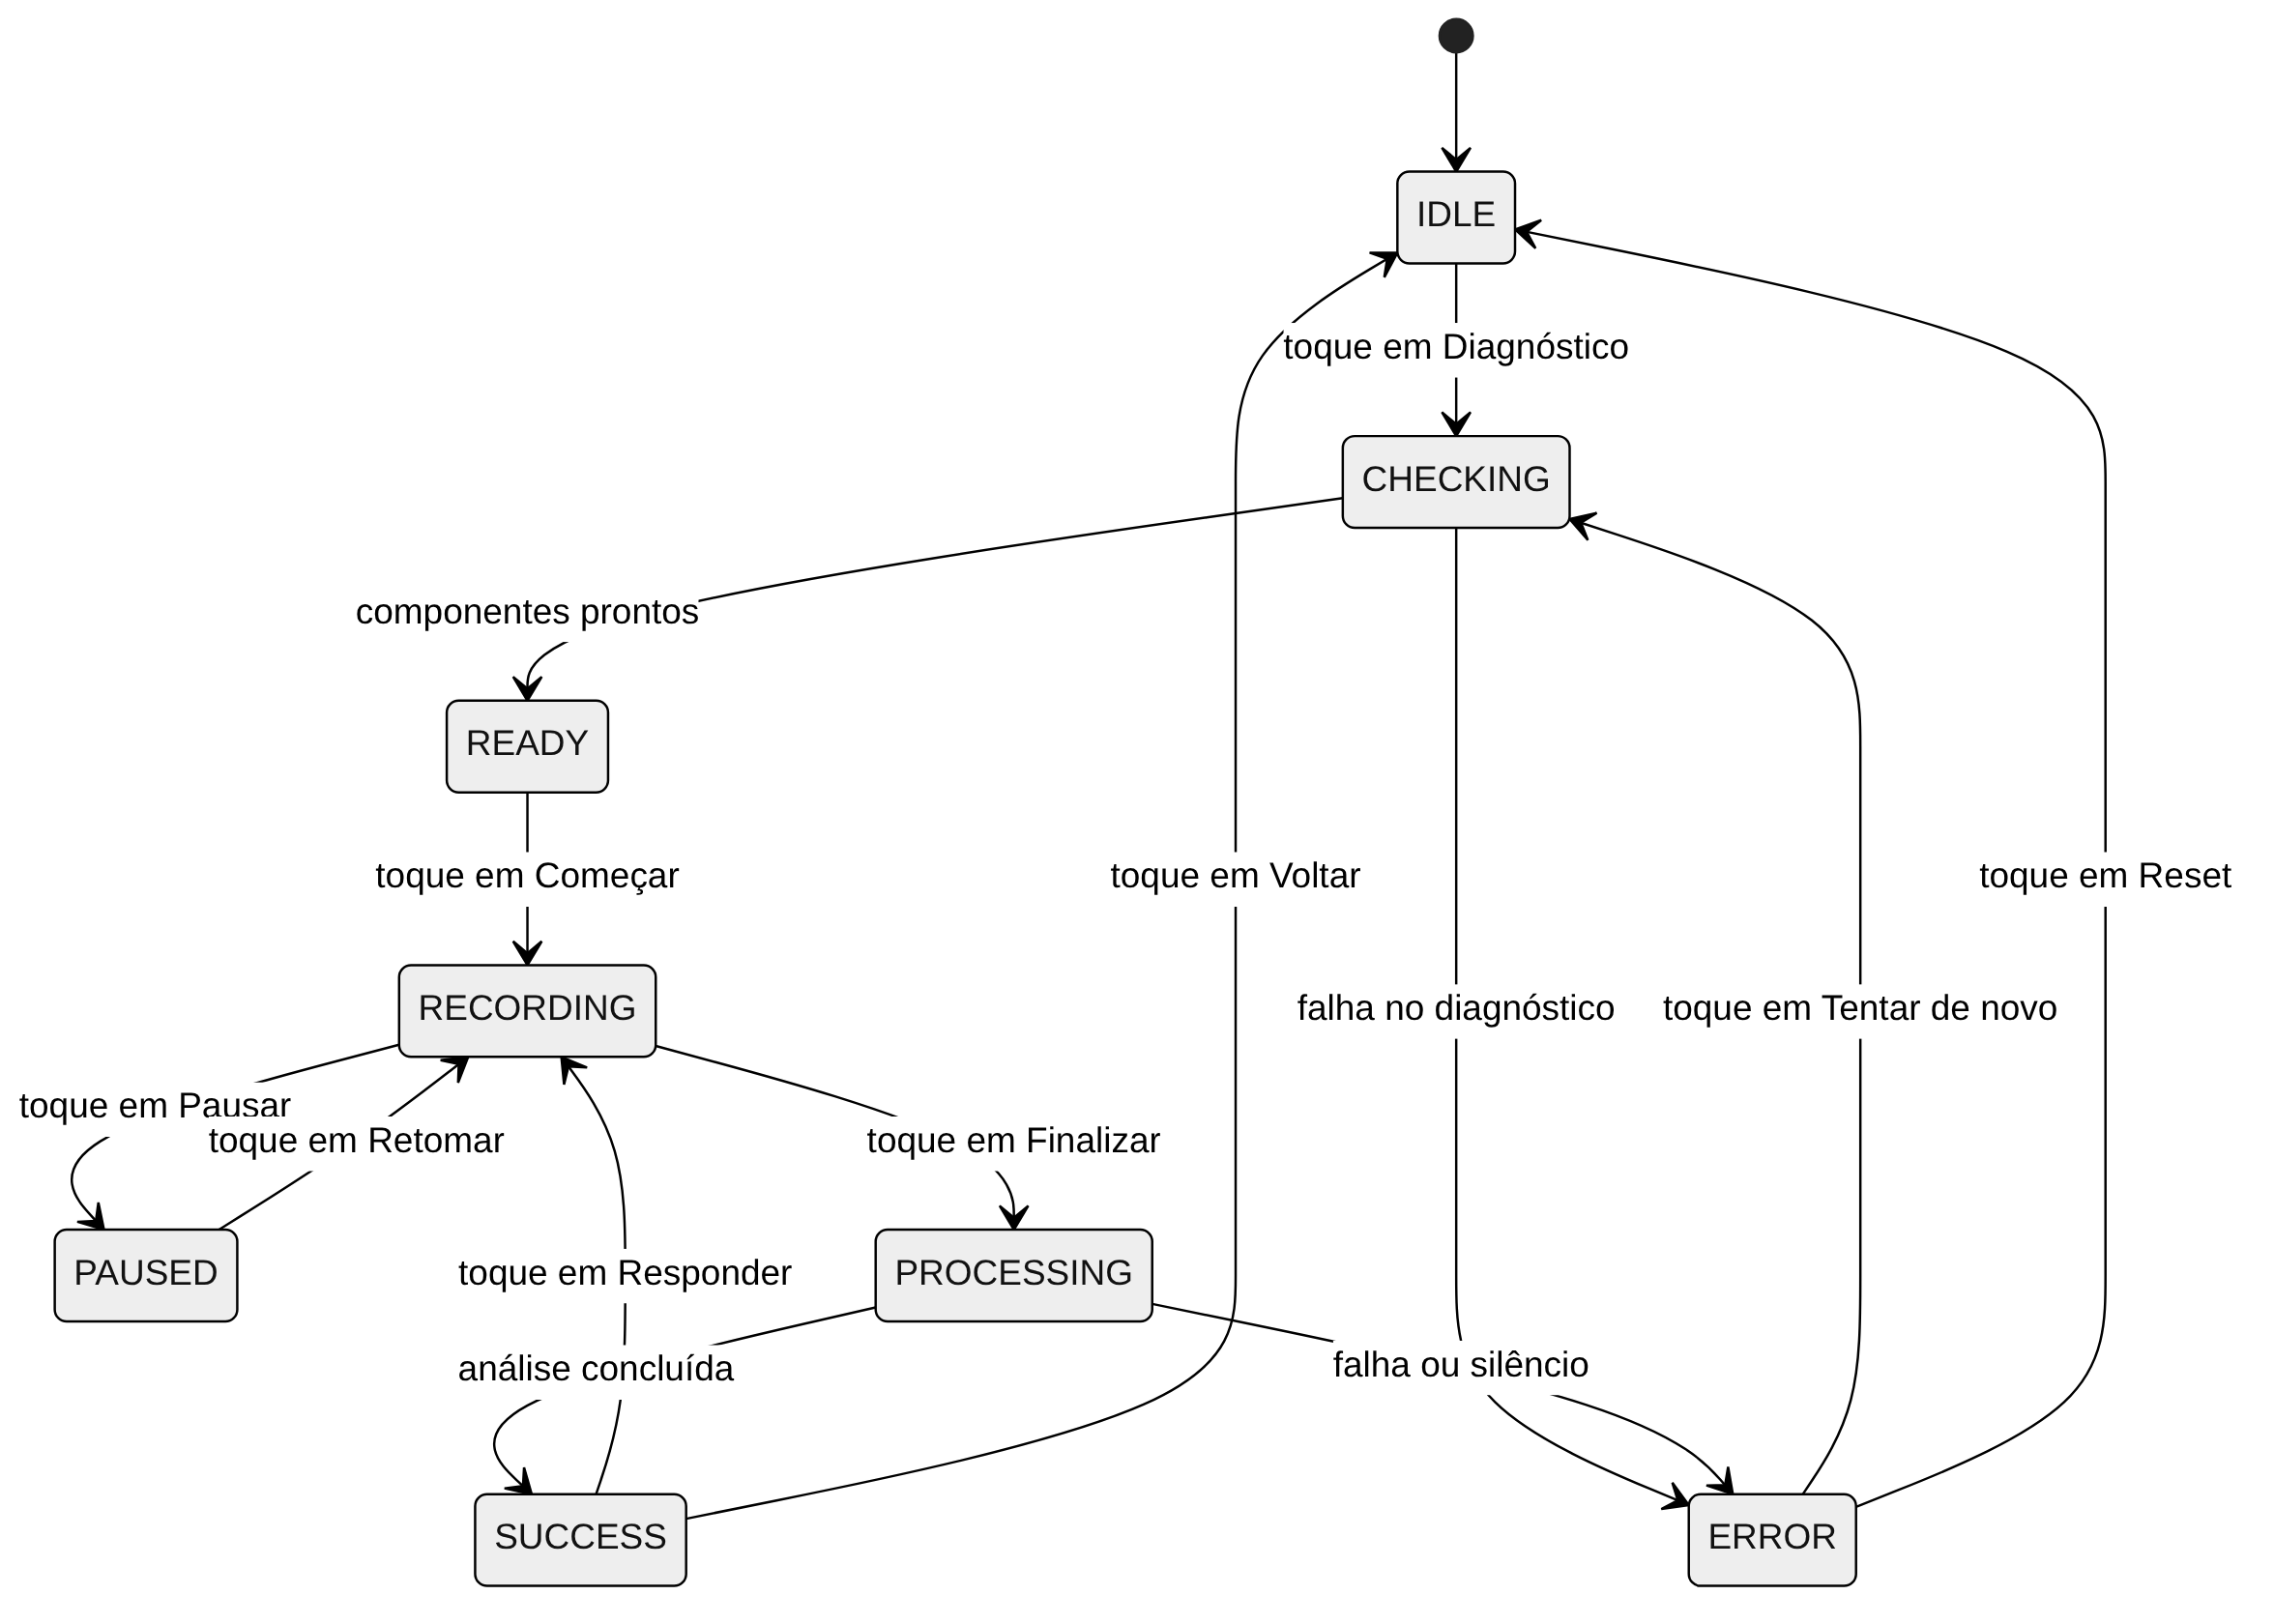 IDLE
toque em Diagnóstico
CHECKING
componentes prontos
READY
toque em Começar
toque em Voltar
toque em Reset
RECORDING
falha no diagnóstico
toque em Tentar de novo
toque em Pausar
toque em Retomar
toque em Finalizar
PAUSED
toque em Responder
PROCESSING
análise concluída
falha ou silêncio
SUCCESS
ERROR